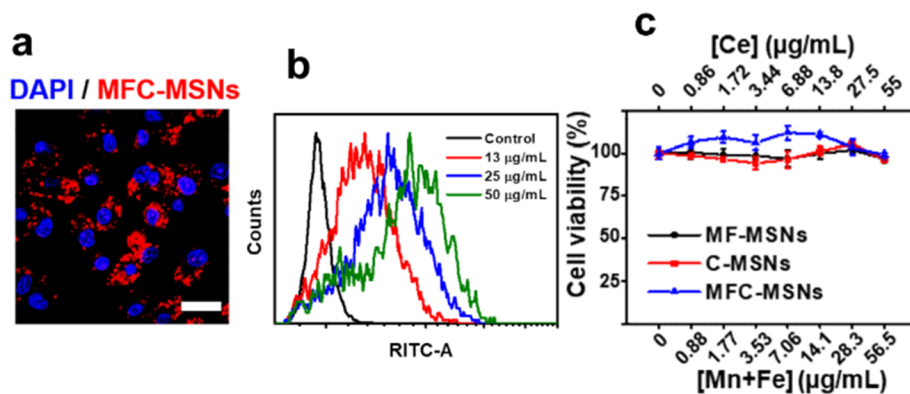 a
DAPI / MFC-MSNs
b
Control
13 µg/mL
25 µg/mL
50 µg/mL
Counts
RITC-A
c
[Ce] (µg/mL)
0 0.86 1.72 3.44 6.88 13.8 27.5 55
Cell viability (%)
100
75
50
25
MF-MSNs
C-MSNs
MFC-MSNs
0 0.88 1.77 3.53 7.06 14.1 28.3 56.5
[Mn+Fe] (µg/mL)